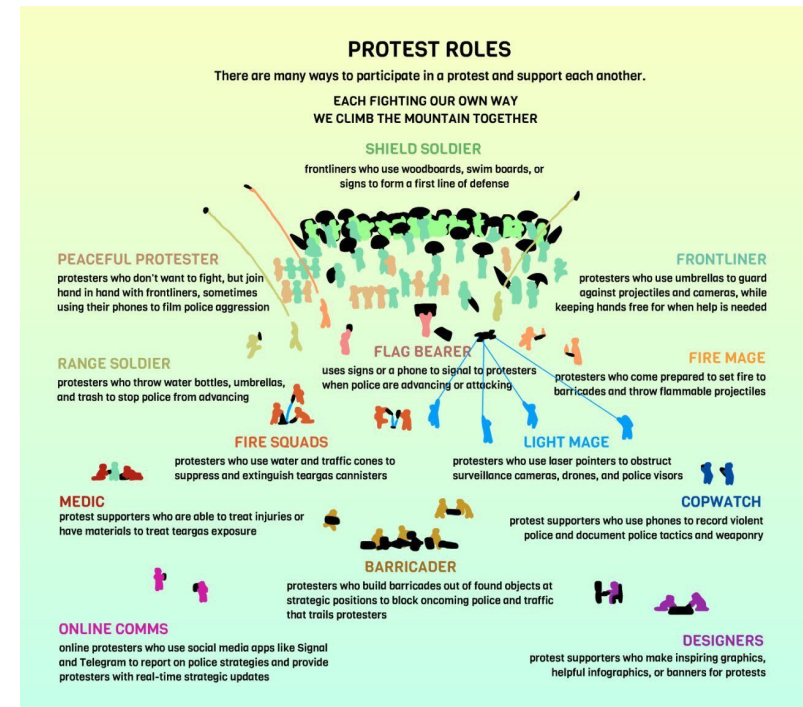 PROTEST ROLES
There are many ways to participate in a protest and support each another.
EACH FIGHTING OUR OWN WAY
WE CLIMB THE MOUNTAIN TOGETHER
SHIELD SOLDIER
frontliners who use woodboards, swim boards, or
signs to form a first line of defense
PEACEFUL PROTESTER
protesters who don't want to fight, but join
hand in hand with frontliners, sometimes
using their phones to film police aggression
FRONTLINER
protesters who use umbrellas to guard
against projectiles and cameras, while
keeping hands free for when help is needed
RANGE SOLDIER
protesters who throw water bottles, umbrellas,
and trash to stop police from advancing
FLAG BEARER
uses signs or a phone to signal to protesters
when police are advancing or attacking
FIRE MAGE
protesters who come prepared to set fire to
barricades and throw flammable projectiles
FIRE SQUADS
protesters who use water and traffic cones to
suppress and extinguish teargas cannisters
LIGHT MAGE
protesters who use laser pointers to obstruct
surveillance cameras, drones, and police visors
MEDIC
protest supporters who are able to treat injuries or
have materials to treat teargas exposure
COPWATCH
protest supporters who use phones to record violent
police and document police tactics and weaponry
BARRICADER
protesters who build barricades out of found objects at
strategic positions to block oncoming police and traffic
that trails protesters
ONLINE COMMS
online protesters who use social media apps like Signal
and Telegram to report on police strategies and provide
protesters with real-time strategic updates
DESIGNERS
protest supporters who make inspiring graphics,
helpful infographics, or banners for protests